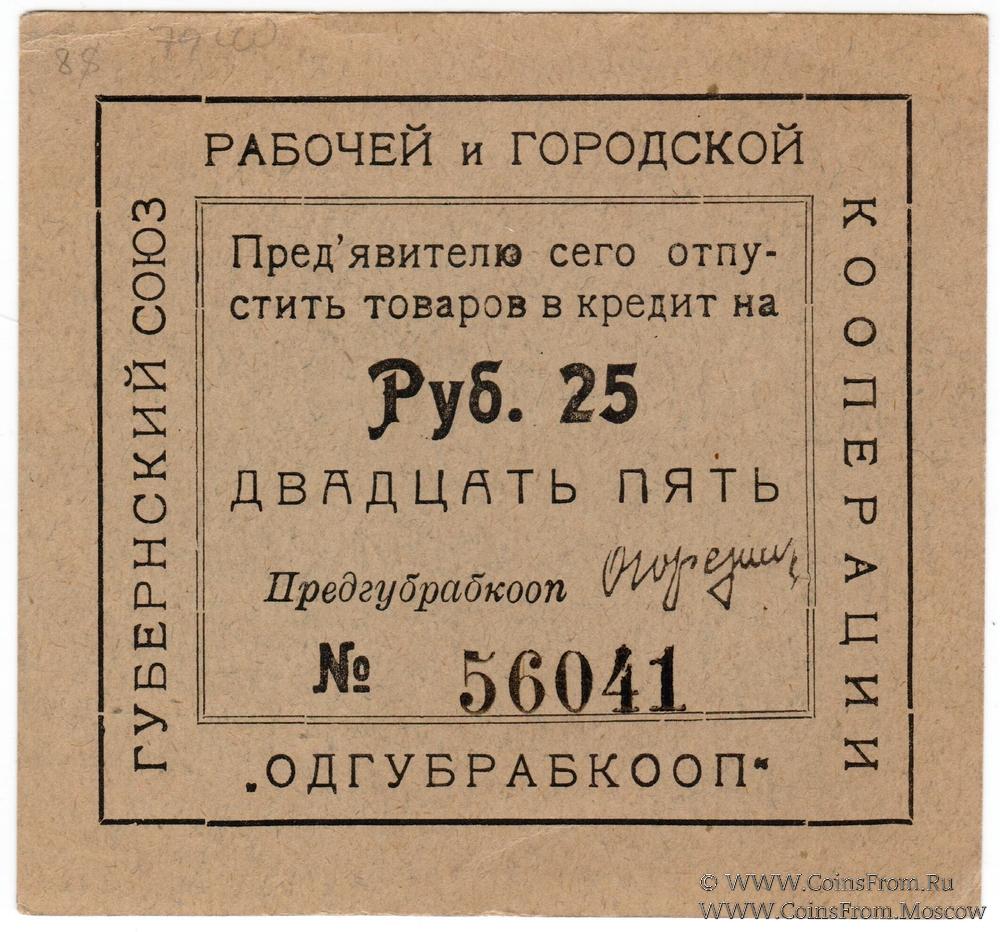 ГУБЕРНСКИЙ СОЮЗ
РАБОЧЕЙ и ГОРОДСКОЙ
КООПЕРАЦИИ
Пред’явителю сего отпу-
стить товаров в кредит на
Руб. 25
ДВАДЦАТЬ ПЯТЬ
Предгубрабкооп
№ 56041
„ОДГУБРАБКООП“
© WWW.CoinsFrom.Ru
WWW.CoinsFrom.Moscow